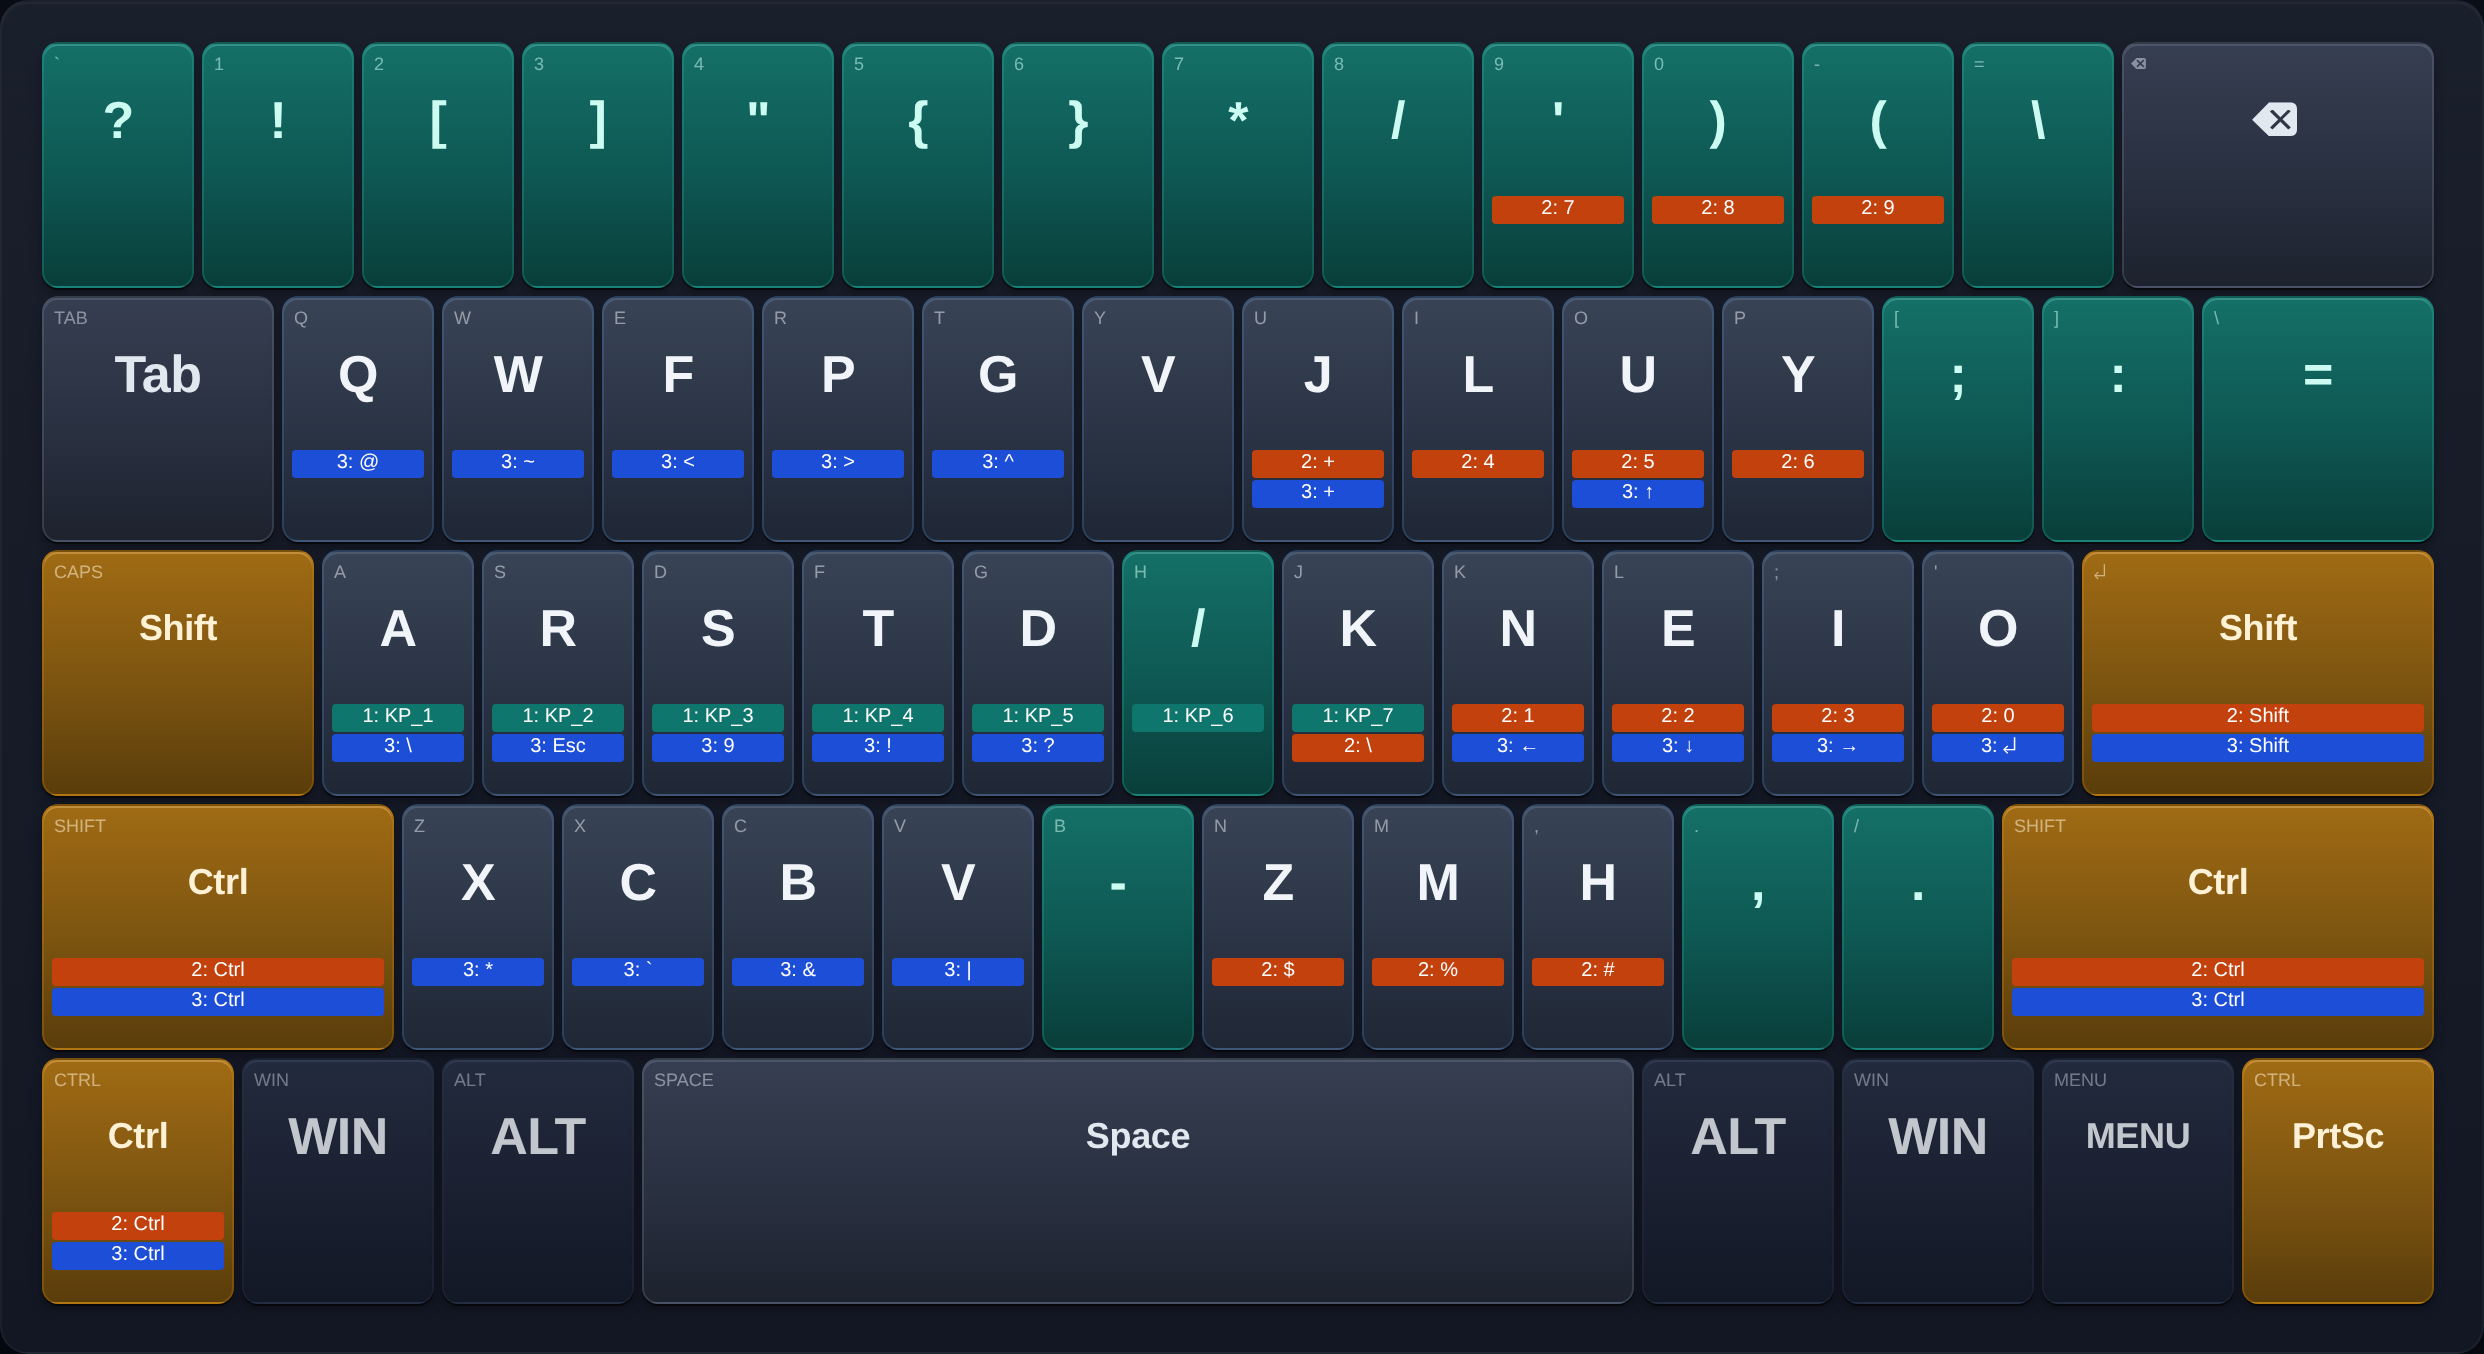 ` 1 2 3 4 5 6 7 8 9 0 - = ⌫
? ! [ ] " { } * / ' ) ( \ ⌫
2: 7 2: 8 2: 9
TAB Q W E R T Y U I O P [ ] \
Tab Q W F P G V J L U Y ; : =
3: @ 3: ~ 3: < 3: > 3: ^ 2: + 2: 4 2: 5 2: 6
3: + 3: ↑
CAPS A S D F G H J K L ; ' ↲
Shift A R S T D / K N E I O Shift
1: KP_1 1: KP_2 1: KP_3 1: KP_4 1: KP_5 1: KP_6 1: KP_7 2: 1 2: 2 2: 3 2: 0 2: Shift
3: \ 3: Esc 3: 9 3: ! 3: ? 2: \ 3: ← 3: ↓ 3: → 3: ↲ 3: Shift
SHIFT Z X C V B N M , . / SHIFT
Ctrl X C B V - Z M H , . Ctrl
2: Ctrl 3: * 3: ` 3: & 3: | 2: $ 2: % 2: # 2: Ctrl
3: Ctrl 3: Ctrl
CTRL WIN ALT SPACE ALT WIN MENU CTRL
Ctrl WIN ALT Space ALT WIN MENU PrtSc
2: Ctrl
3: Ctrl